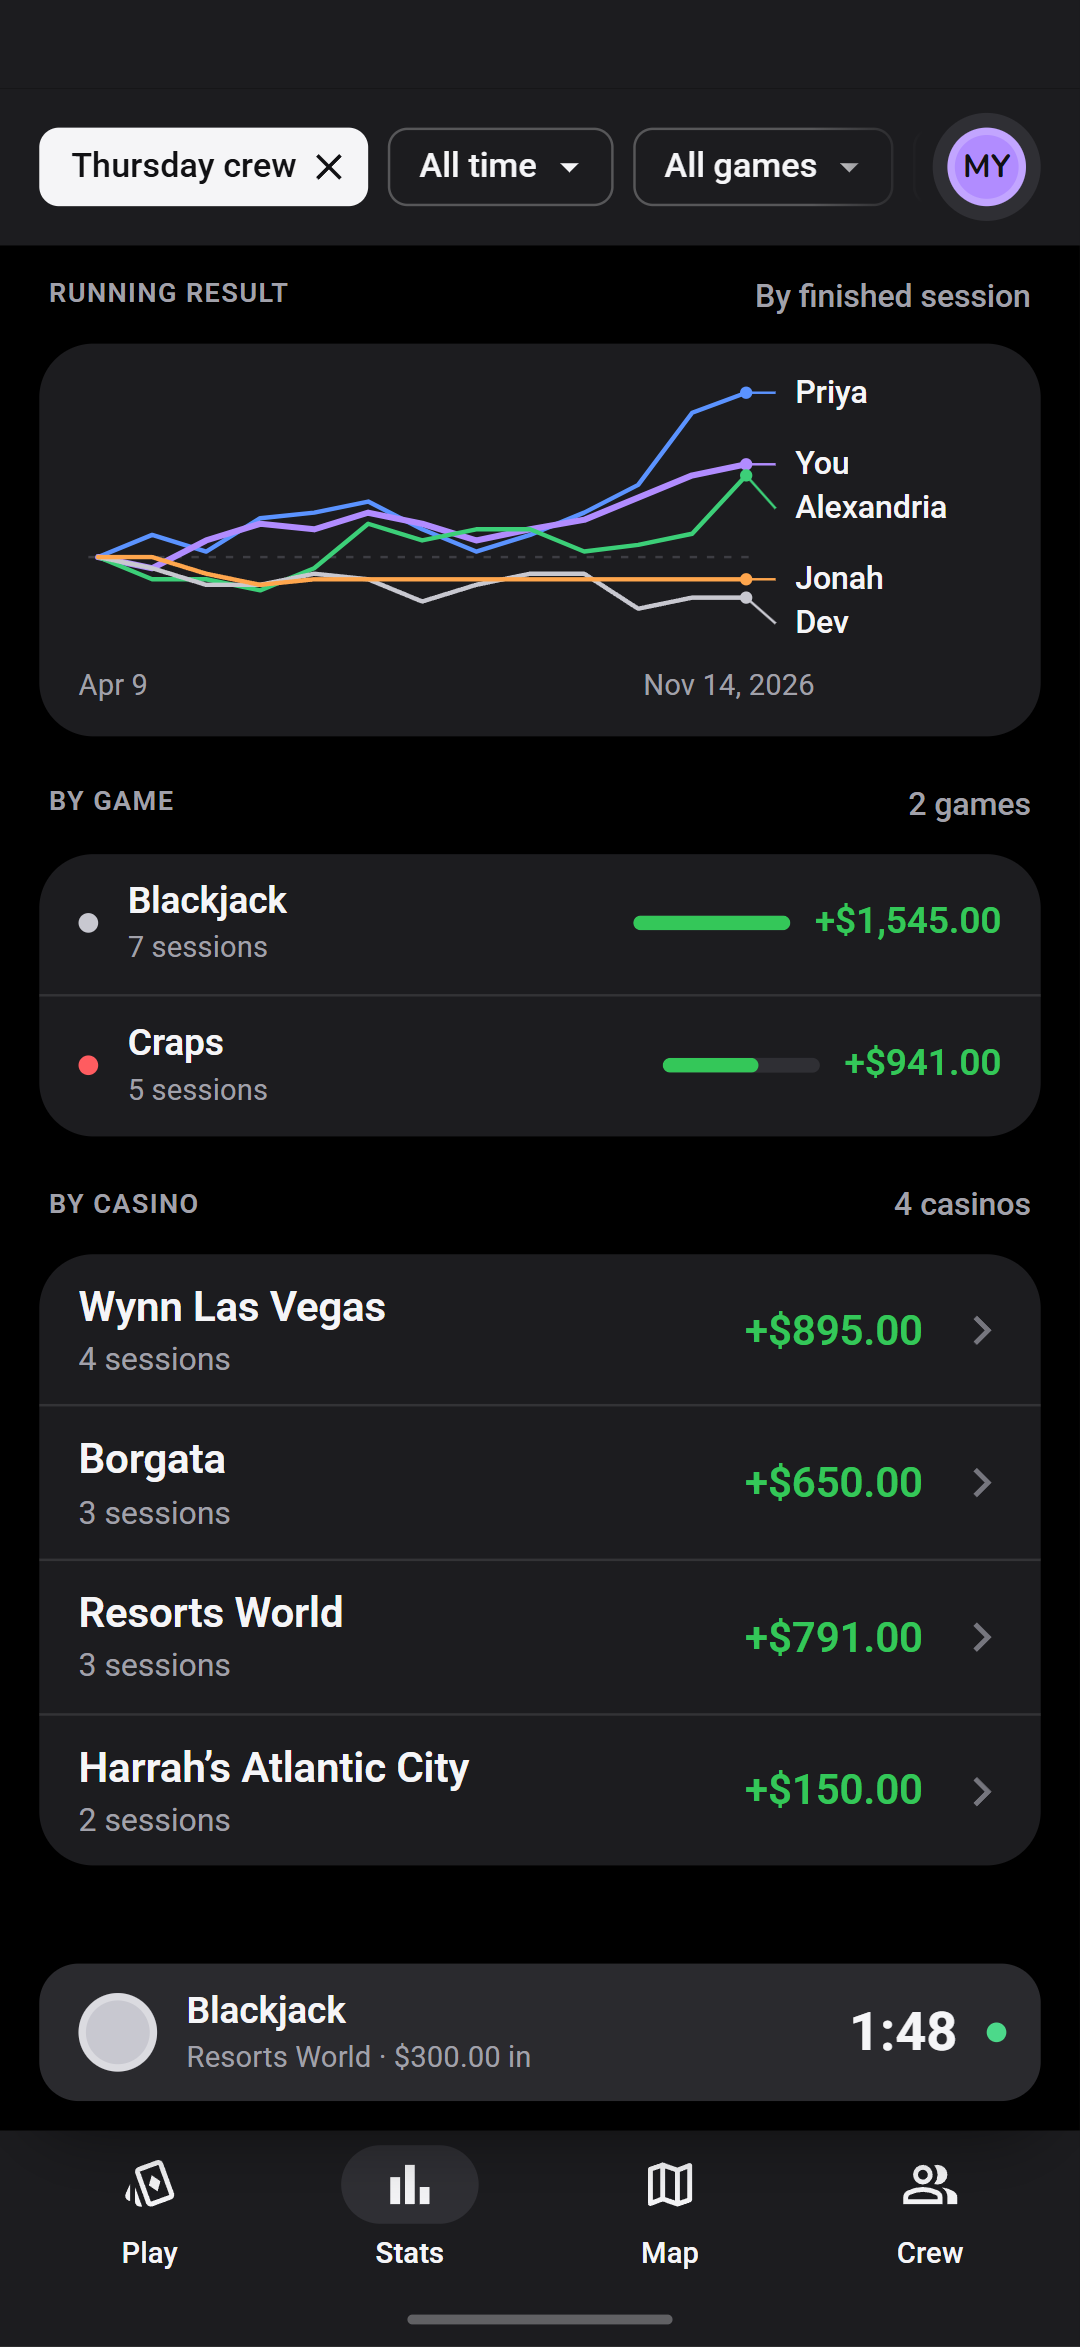 Thursday crew
All time
All games
MY
RUNNING RESULT
By finished session
Priya
You
Alexandria
Jonah
Dev
Apr 9
Nov 14, 2026
BY GAME
2 games
Blackjack
+$1,545.00
7 sessions
Craps
+$941.00
5 sessions
BY CASINO
4 casinos
Wynn Las Vegas
+$895.00
4 sessions
Borgata
+$650.00
3 sessions
Resorts World
+$791.00
3 sessions
Harrah’s Atlantic City
+$150.00
2 sessions
Blackjack
Resorts World · $300.00 in
1:48
Play
Stats
Map
Crew